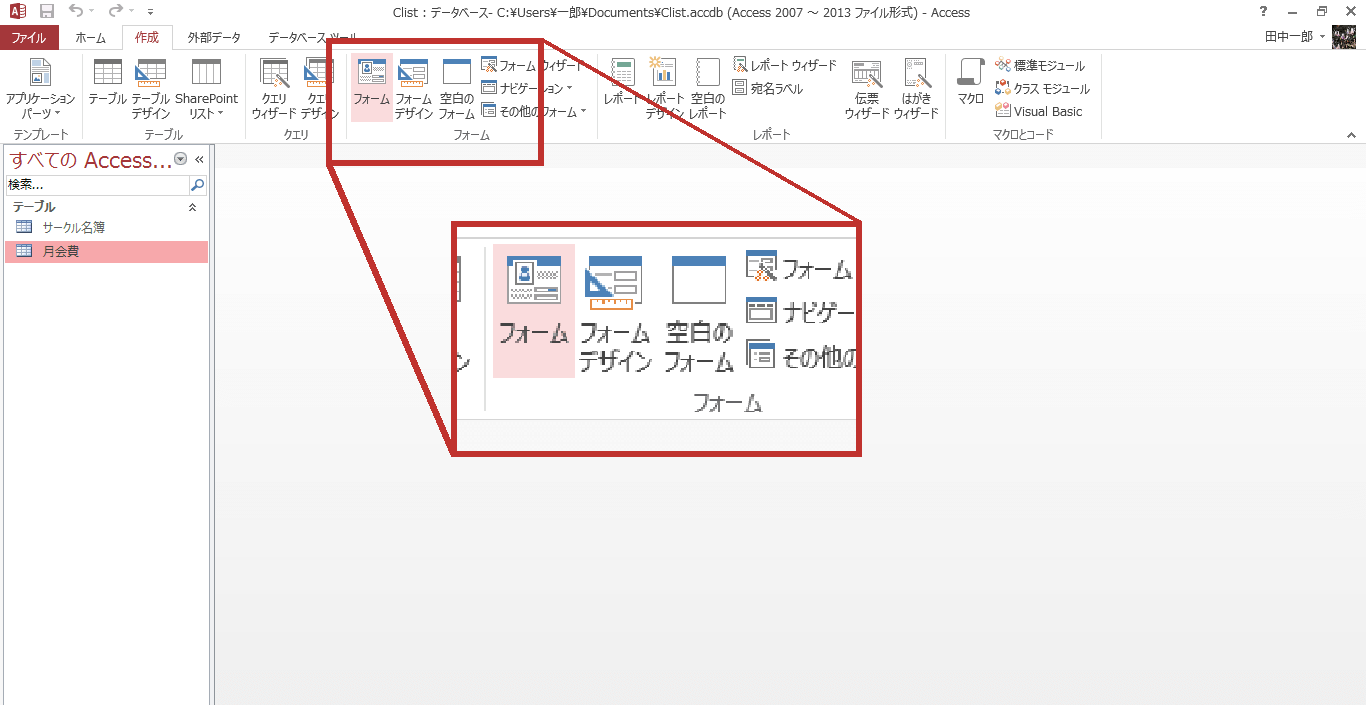 Clist : データベース- C:¥Users¥一郎¥Documents¥Clist.accdb (Access 2007 ～ 2013 ファイル形式) - Access
ファイル ホーム 作成 外部データ データベース ツール 田中一郎
アプリケーション パーツ
テンプレート
テーブル
テーブル デザイン
SharePoint リスト
テーブル
クエリ ウィザード
クエリ デザイン
クエリ
フォーム
フォーム デザイン
空白の フォーム
フォーム ウィザード
ナビゲーション
その他のフォーム
フォーム
レポート
レポート デザイン
空白の レポート
レポート ウィザード
宛名ラベル
伝票 ウィザード
はがき ウィザード
レポート
マクロ
標準モジュール
クラス モジュール
Visual Basic
マクロとコード
すべての Access...
検索...
テーブル
サークル名簿
月会費
フォーム
フォーム
デザイン
空白の
フォーム
フォーム
ナビゲー
その他の
ン
フォーム